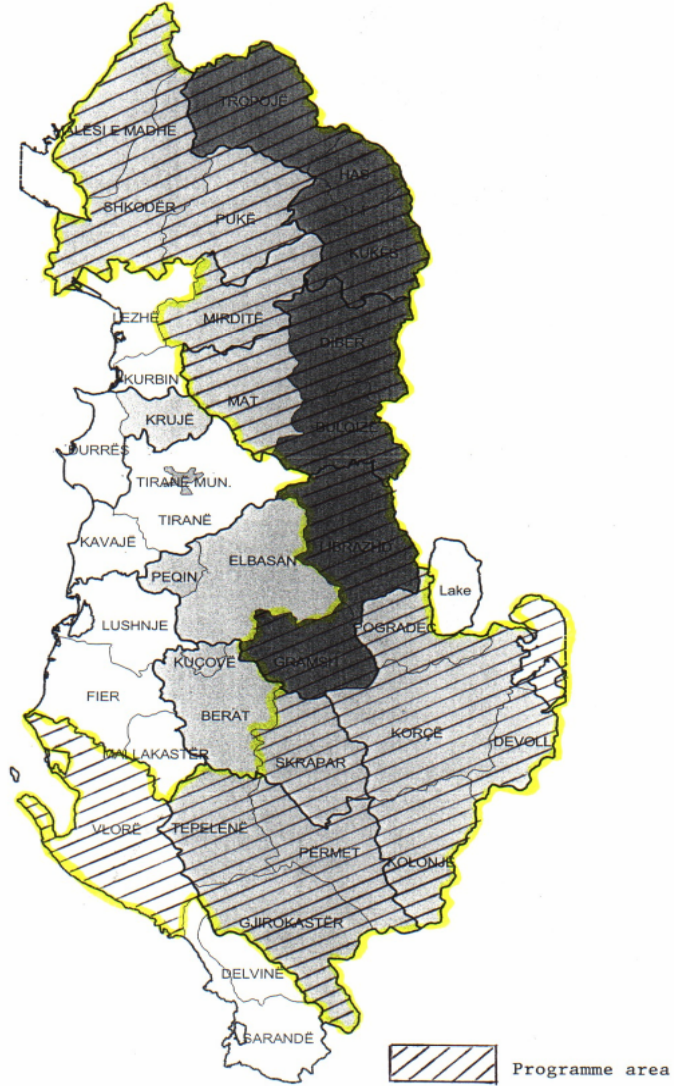 TROPOJË
MALËSI E MADHE
HAS
SHKODËR
PUKË
KUKËS
LEZHË
MIRDITË
DIBËR
KURBIN
MAT
KRUJË
BULQIZË
DURRËS
TIRANË MUN.
TIRANË
KAVAJË
ELBASAN
LIBRAZHD
PEQIN
Lake
LUSHNJE
POGRADEC
KUÇOVË
GRAMSH
FIER
BERAT
KORÇË
DEVOLL
MALLAKASTËR
SKRAPAR
VLORË
TEPELENË
PËRMET
KOLONJË
GJIROKASTËR
DELVINË
SARANDË
Programme area